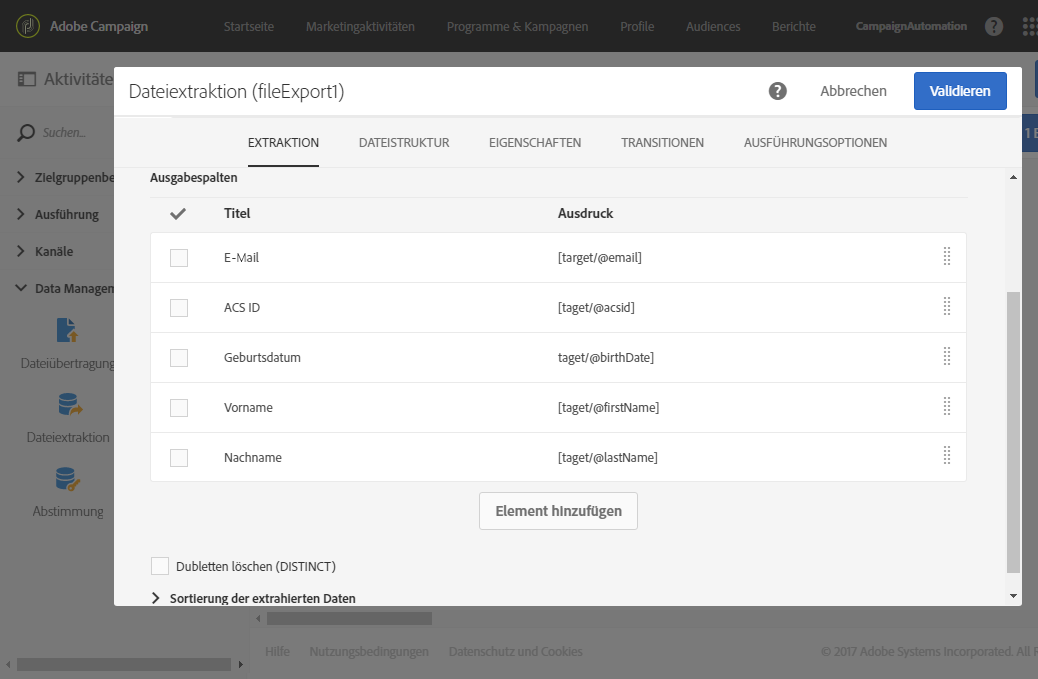 Adobe Campaign Startseite Marketingaktivitäten Programme & Kampagnen Profile Audiences Berichte CampaignAutomation ?
Aktivitäte
Dateiextraktion (fileExport1) ? Abbrechen Validieren
EXTRAKTION DATEISTRUKTUR EIGENSCHAFTEN TRANSITIONEN AUSFÜHRUNGSOPTIONEN
Suchen...
Zielgruppenbe
Ausführung
Kanäle
Data Managem
Dateiübertragung
Dateiextraktion
Abstimmung
Ausgabespalten
Titel Ausdruck
E-Mail [target/@email]
ACS ID [taget/@acsid]
Geburtsdatum taget/@birthDate]
Vorname [taget/@firstName]
Nachname [taget/@lastName]
Element hinzufügen
Dubletten löschen (DISTINCT)
Sortierung der extrahierten Daten
Hilfe Nutzungsbedingungen Datenschutz und Cookies © 2017 Adobe Systems Incorporated. All